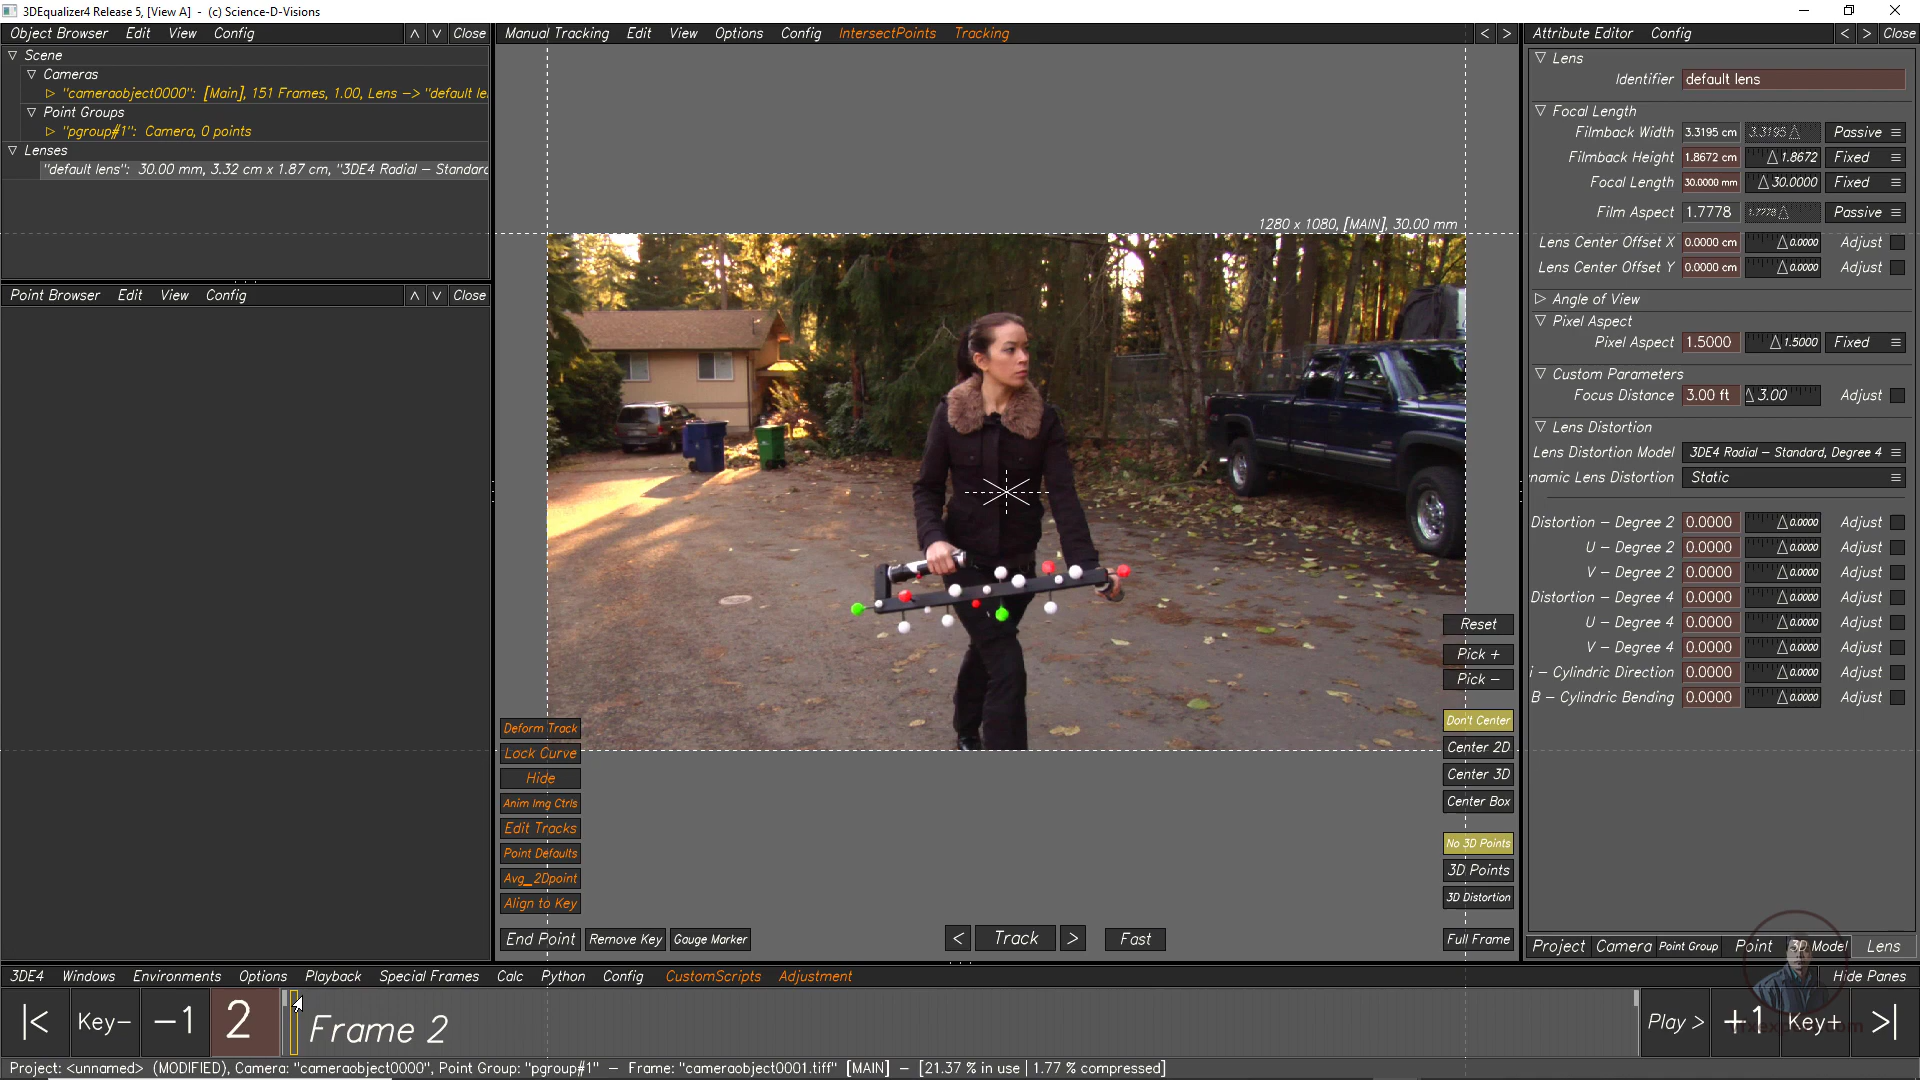 3DEqualizer4 Release 5, [View A]  -  (c) Science-D-Visions
Object Browser Edit View Config Close
Scene
Cameras
"cameraobject0000": [Main], 151 Frames, 1.00, Lens -> "default le
Point Groups
"pgroup#1": Camera, 0 points
Lenses
"default lens": 30.00 mm, 3.32 cm x 1.87 cm, "3DE4 Radial - Standard
Point Browser Edit View Config Close
Manual Tracking Edit View Options Config IntersectPoints Tracking < >
1280 x 1080, [MAIN], 30.00 mm
Reset
Pick +
Pick -
Don't Center
Center 2D
Center 3D
Center Box
No 3D Points
3D Points
3D Distortion
Full Frame
Deform Track
Lock Curve
Hide
Anim Img Ctrls
Edit Tracks
Point Defaults
Avg_2Dpoint
Align to Key
End Point Remove Key Gauge Marker < Track > Fast
Attribute Editor Config < > Close
Lens
Identifier default lens
Focal Length
Filmback Width 3.3195 cm 3.3195 Passive
Filmback Height 1.8672 cm 1.8672 Fixed
Focal Length 30.0000 mm 30.0000 Fixed
Film Aspect 1.7778 1.7778 Passive
Lens Center Offset X 0.0000 cm 0.0000 Adjust
Lens Center Offset Y 0.0000 cm 0.0000 Adjust
Angle of View
Pixel Aspect
Pixel Aspect 1.5000 1.5000 Fixed
Custom Parameters
Focus Distance 3.00 ft 3.00 Adjust
Lens Distortion
Lens Distortion Model 3DE4 Radial - Standard, Degree 4
namic Lens Distortion Static
Distortion - Degree 2 0.0000 0.0000 Adjust
U - Degree 2 0.0000 0.0000 Adjust
V - Degree 2 0.0000 0.0000 Adjust
Distortion - Degree 4 0.0000 0.0000 Adjust
U - Degree 4 0.0000 0.0000 Adjust
V - Degree 4 0.0000 0.0000 Adjust
i - Cylindric Direction 0.0000 0.0000 Adjust
B - Cylindric Bending 0.0000 0.0000 Adjust
Project Camera Point Group Point 3D Model Lens
3DE4 Windows Environments Options Playback Special Frames Calc Python Config CustomScripts Adjustment Hide Panes
|< Key- -1 2 Frame 2 Play > +1 Key+ >|
Project: <unnamed>  (MODIFIED), Camera: "cameraobject0000", Point Group: "pgroup#1"  -  Frame: "cameraobject0001.tiff"  [MAIN]  -  [21.37 % in use | 1.77 % compressed]